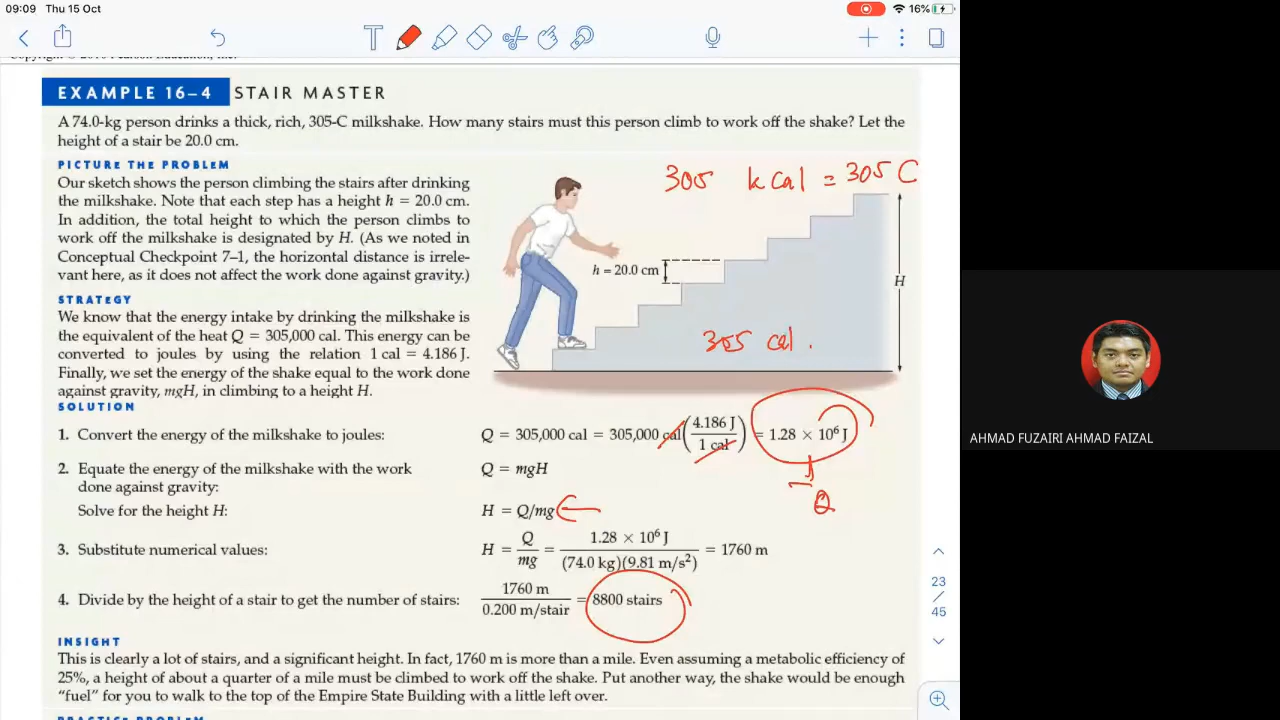 09:09 Thu 15 Oct
16%
EXAMPLE 16–4 STAIR MASTER
A 74.0-kg person drinks a thick, rich, 305-C milkshake. How many stairs must this person climb to work off the shake? Let the
height of a stair be 20.0 cm.
PICTURE THE PROBLEM
Our sketch shows the person climbing the stairs after drinking
the milkshake. Note that each step has a height h = 20.0 cm.
In addition, the total height to which the person climbs to
work off the milkshake is designated by H. (As we noted in
Conceptual Checkpoint 7–1, the horizontal distance is irrele-
vant here, as it does not affect the work done against gravity.)
305 kcal = 305 C
h = 20.0 cm
H
STRATEGY
We know that the energy intake by drinking the milkshake is
the equivalent of the heat Q = 305,000 cal. This energy can be
converted to joules by using the relation 1 cal = 4.186 J.
Finally, we set the energy of the shake equal to the work done
against gravity, mgH, in climbing to a height H.
305 cal.
SOLUTION
1. Convert the energy of the milkshake to joules: Q = 305,000 cal = 305,000 cal(4.186 J / 1 cal) = 1.28 × 10⁶ J
2. Equate the energy of the milkshake with the work Q = mgH
done against gravity:
Q
Solve for the height H: H = Q/mg
3. Substitute numerical values: H = Q/mg = 1.28 × 10⁶ J / (74.0 kg)(9.81 m/s²) = 1760 m
4. Divide by the height of a stair to get the number of stairs: 1760 m / 0.200 m/stair = 8800 stairs
INSIGHT
This is clearly a lot of stairs, and a significant height. In fact, 1760 m is more than a mile. Even assuming a metabolic efficiency of
25%, a height of about a quarter of a mile must be climbed to work off the shake. Put another way, the shake would be enough
“fuel” for you to walk to the top of the Empire State Building with a little left over.
23
/
45
AHMAD FUZAIRI AHMAD FAIZAL